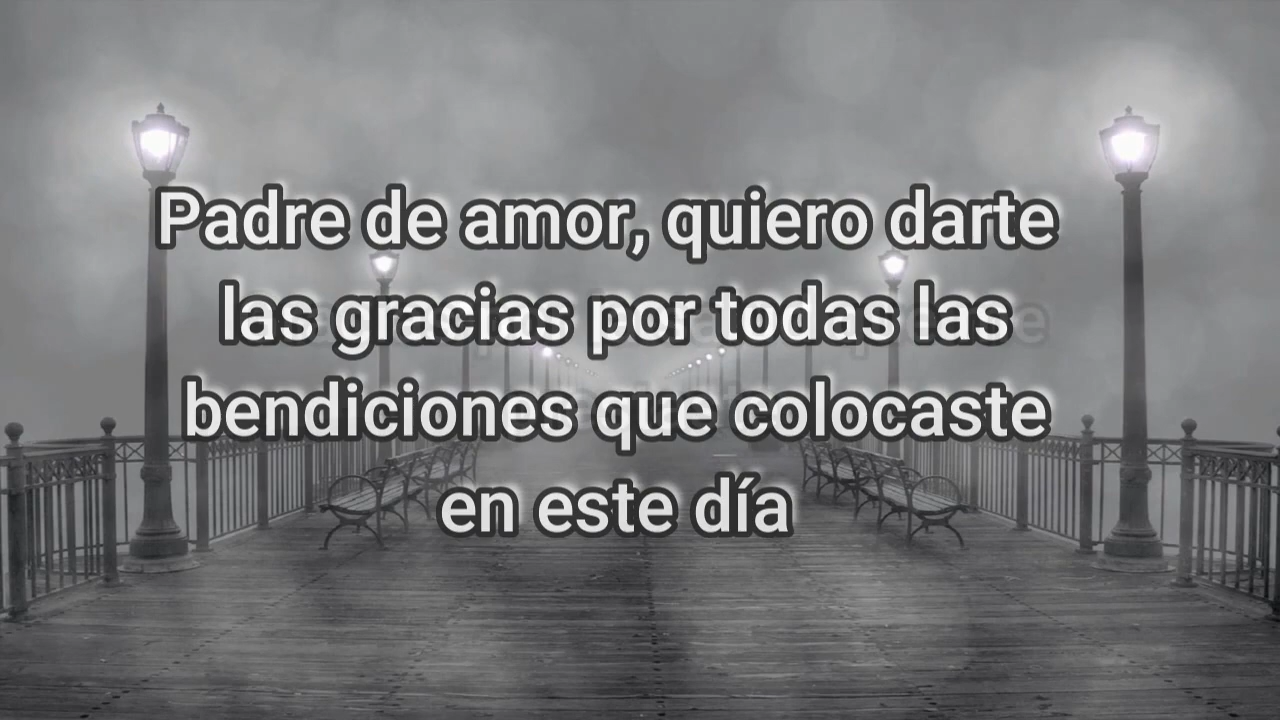 Padre de amor, quiero darte
las gracias por todas las
bendiciones que colocaste
en este día